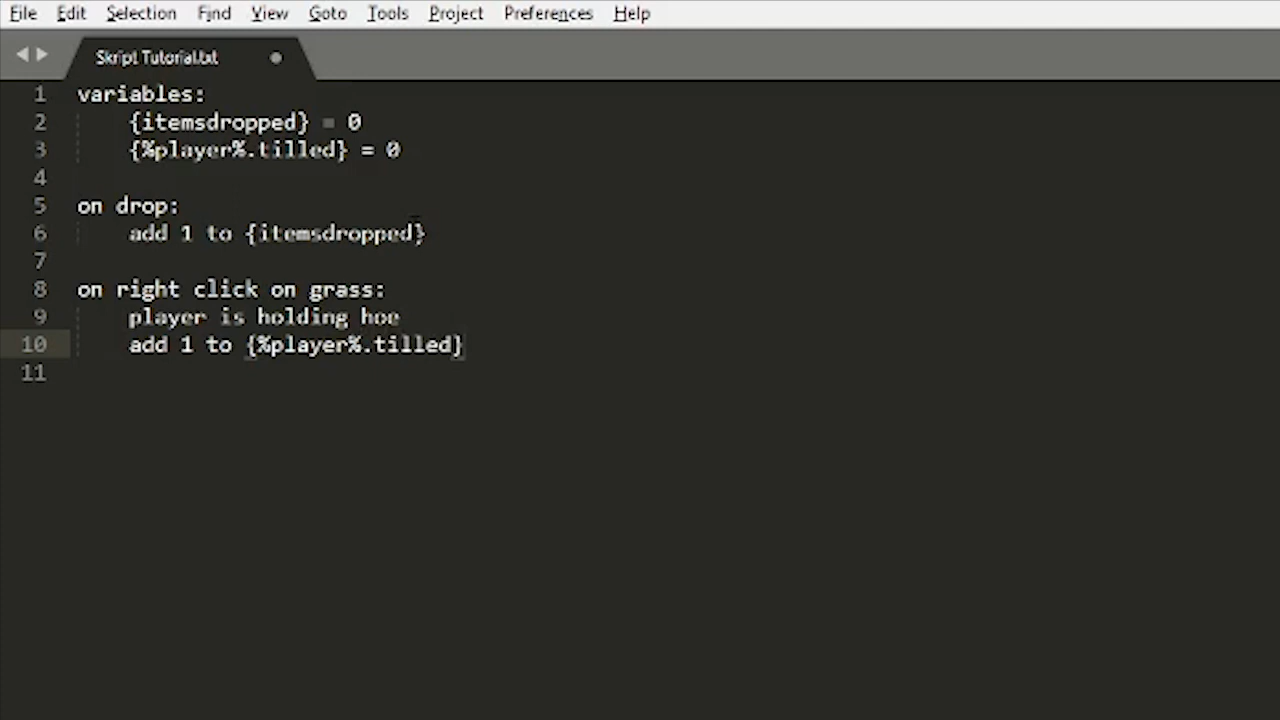 File Edit Selection Find View Goto Tools Project Preferences Help
Skript Tutorial.txt
1 variables:
2 {itemsdropped} = 0
3 {%player%.tilled} = 0
4
5 on drop:
6 add 1 to {itemsdropped}
7
8 on right click on grass:
9 player is holding hoe
10 add 1 to {%player%.tilled}
11